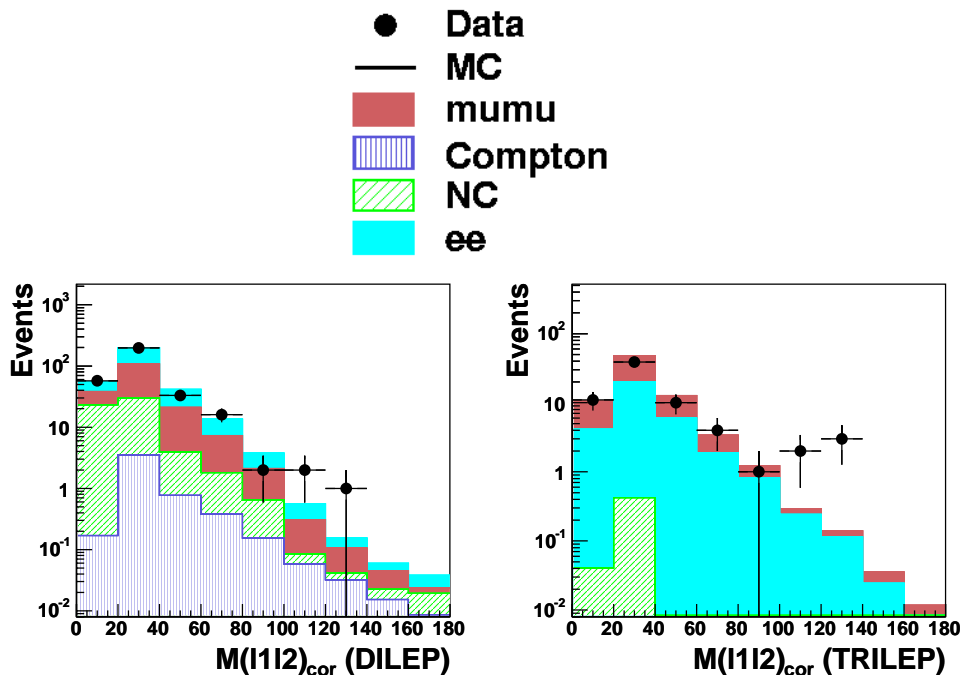 Data
MC
mumu
Compton
NC
ee
Events
10³
10²
10
1
10⁻¹
10⁻²
0 20 40 60 80 100 120 140 160 180
M(l1l2)cor (DILEP)
Events
10²
10
1
10⁻¹
10⁻²
0 20 40 60 80 100 120 140 160 180
M(l1l2)cor (TRILEP)